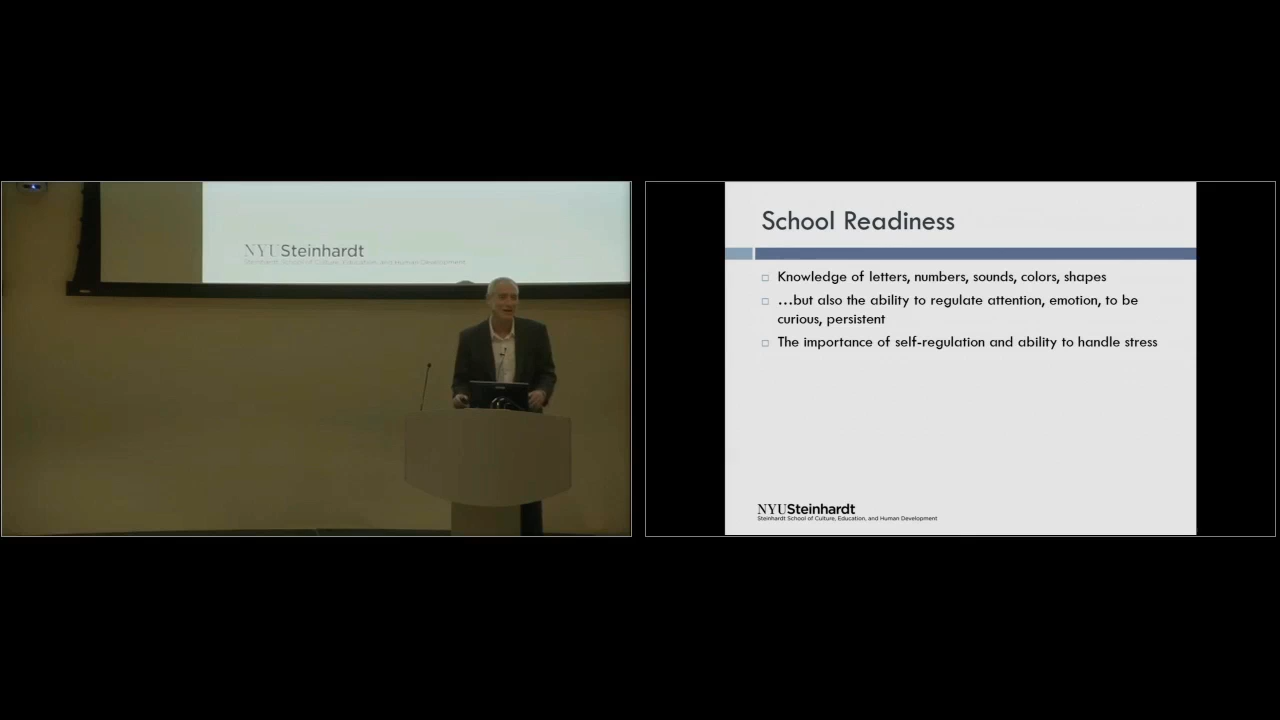 NYUSteinhardt
Steinhardt School of Culture, Education, and Human Development
School Readiness
Knowledge of letters, numbers, sounds, colors, shapes
…but also the ability to regulate attention, emotion, to be
curious, persistent
The importance of self-regulation and ability to handle stress
NYUSteinhardt
Steinhardt School of Culture, Education, and Human Development